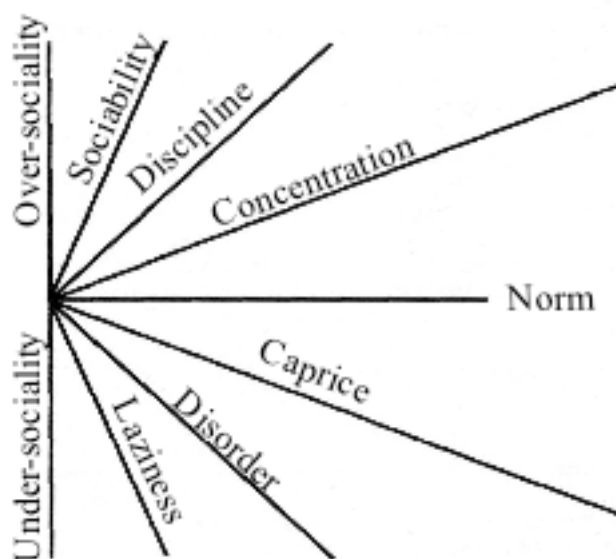 Over-sociality
Sociability
Discipline
Concentration
Norm
Caprice
Disorder
Laziness
Under-sociality